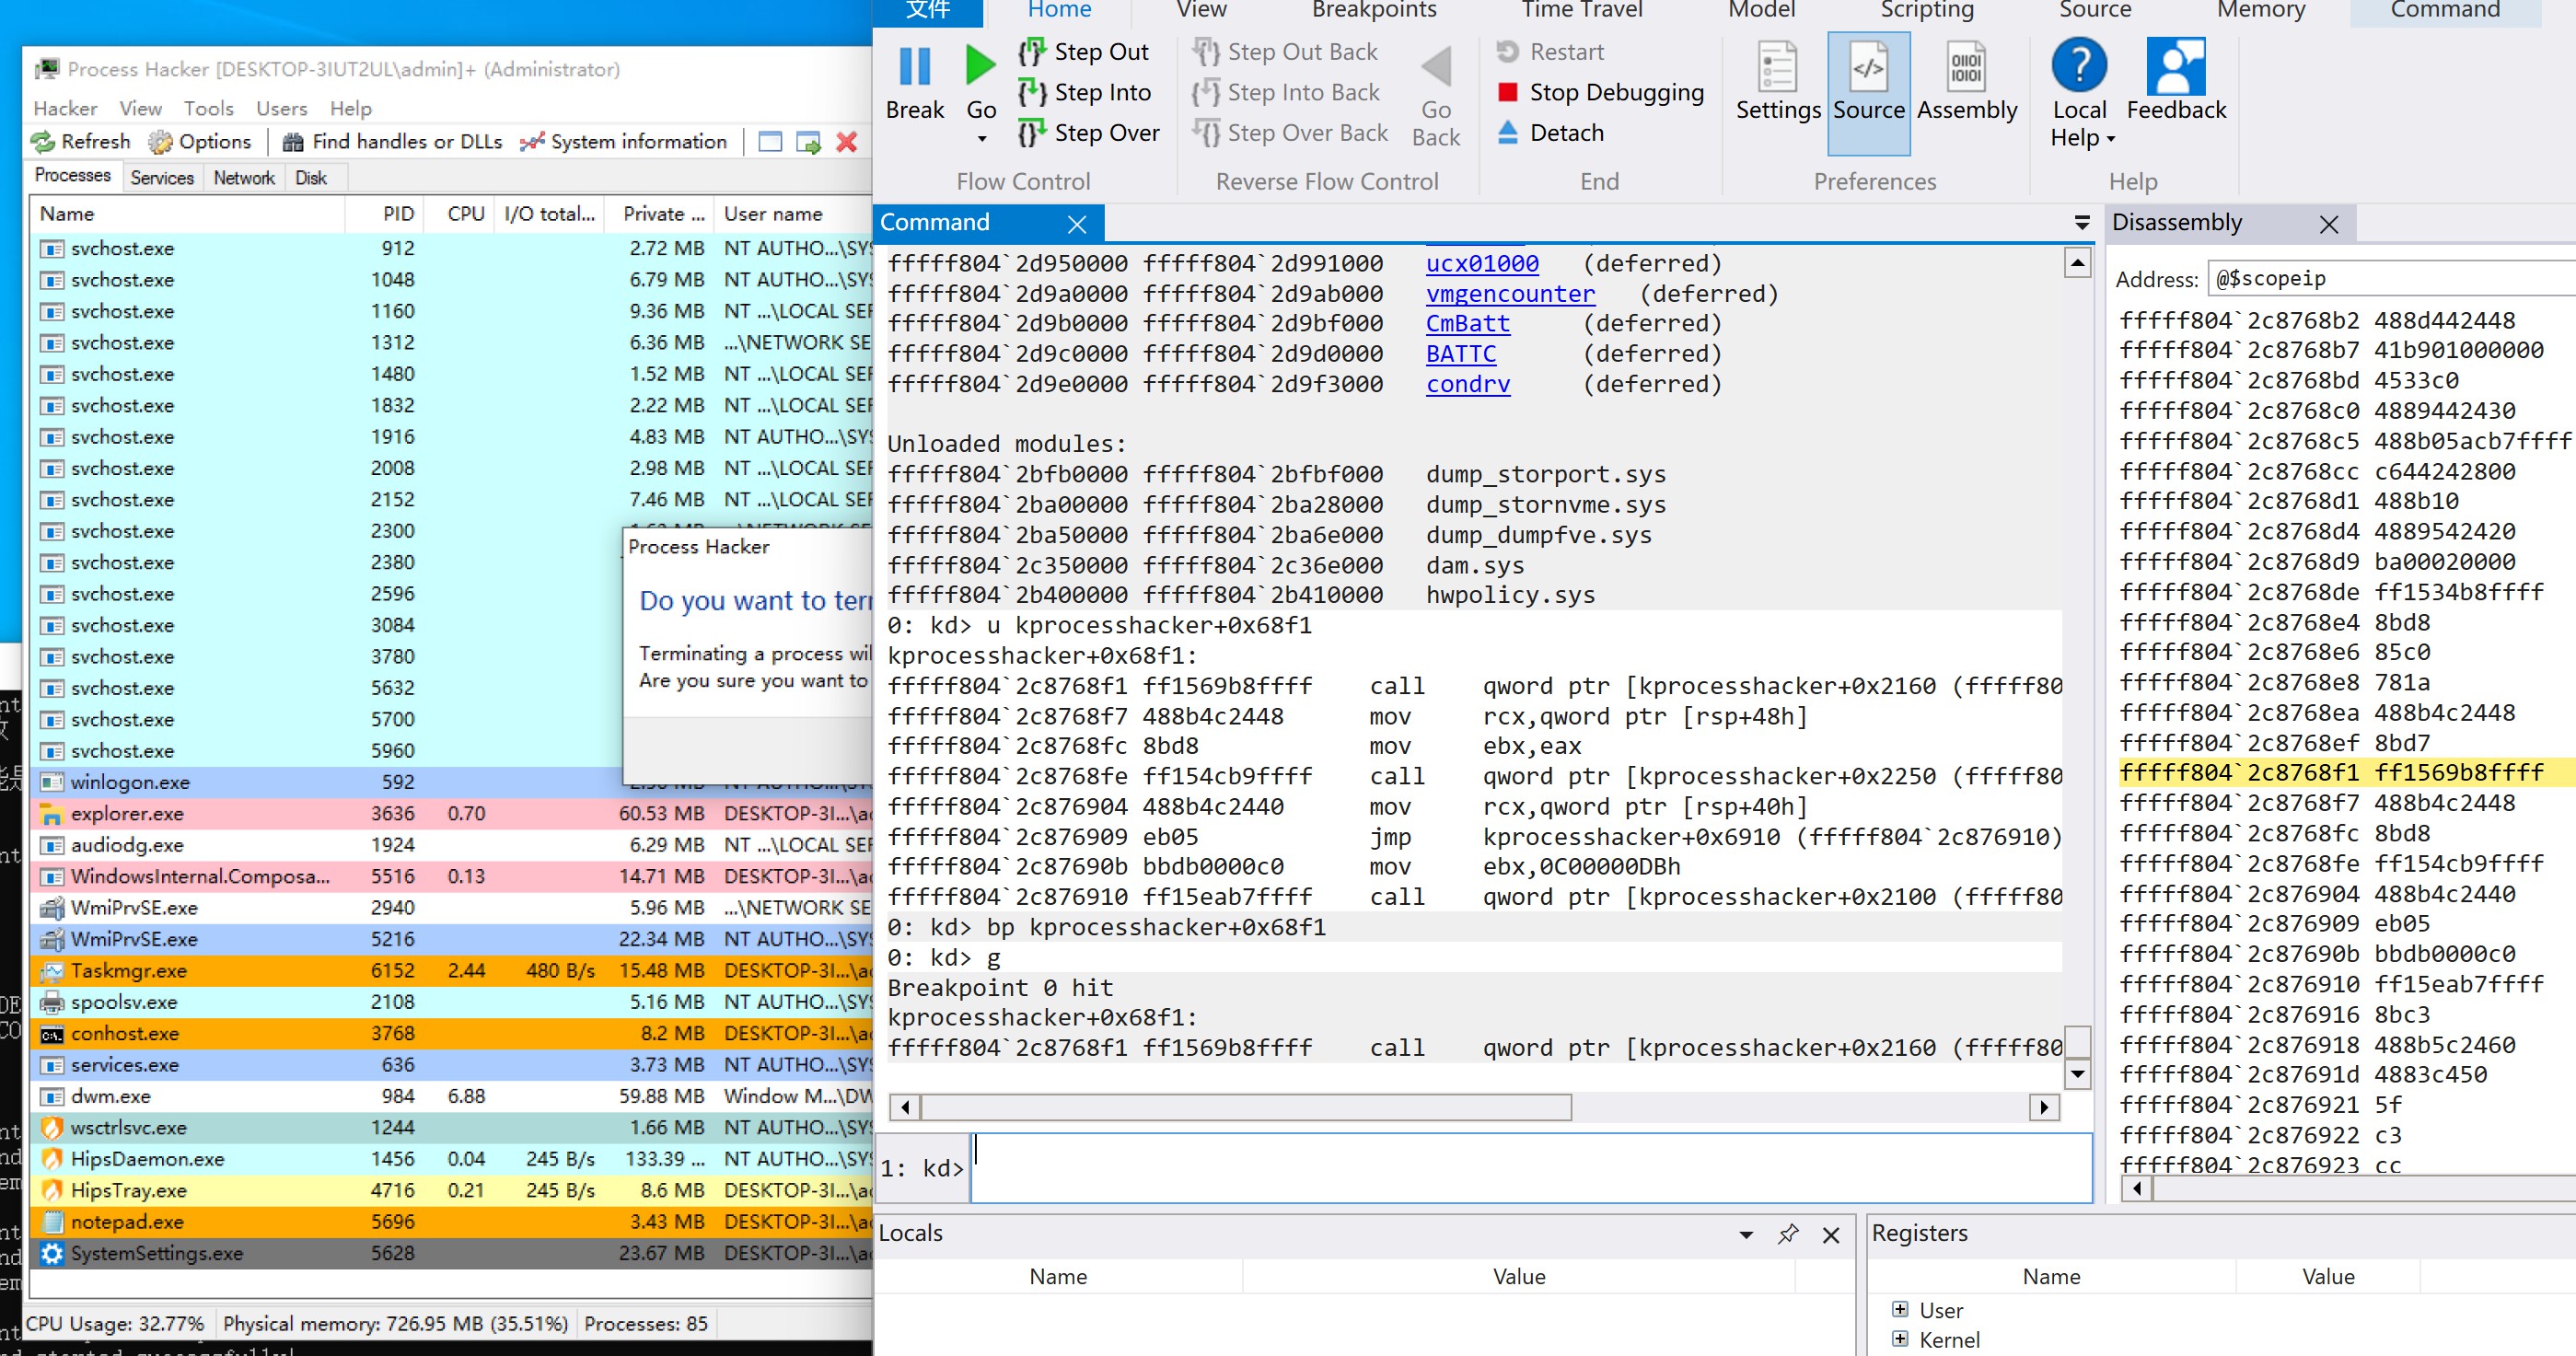 Process Hacker [DESKTOP-3IUT2UL\admin]+ (Administrator)
Hacker View Tools Users Help
Refresh Options Find handles or DLLs System information
Processes Services Network Disk
Name PID CPU I/O total... Private ... User name
svchost.exe 912 2.72 MB NT AUTHO...\SYS
svchost.exe 1048 6.79 MB NT AUTHO...\SYS
svchost.exe 1160 9.36 MB NT ...\LOCAL SER
svchost.exe 1312 6.36 MB ...\NETWORK SE
svchost.exe 1480 1.52 MB NT ...\LOCAL SER
svchost.exe 1832 2.22 MB NT ...\LOCAL SER
svchost.exe 1916 4.83 MB NT AUTHO...\SYS
svchost.exe 2008 2.98 MB NT ...\LOCAL SER
svchost.exe 2152 7.46 MB NT ...\LOCAL SER
svchost.exe 2300
svchost.exe 2380
svchost.exe 2596
svchost.exe 3084
svchost.exe 3780
svchost.exe 5632
svchost.exe 5700
svchost.exe 5960
winlogon.exe 592
explorer.exe 3636 0.70 60.53 MB DESKTOP-3I...\a
audiodg.exe 1924 6.29 MB NT ...\LOCAL SER
WindowsInternal.Composa... 5516 0.13 14.71 MB DESKTOP-3I...\a
WmiPrvSE.exe 2940 5.96 MB ...\NETWORK SE
WmiPrvSE.exe 5216 22.34 MB NT AUTHO...\SYS
Taskmgr.exe 6152 2.44 480 B/s 15.48 MB DESKTOP-3I...\a
spoolsv.exe 2108 5.16 MB NT AUTHO...\SYS
conhost.exe 3768 8.2 MB DESKTOP-3I...\a
services.exe 636 3.73 MB NT AUTHO...\SYS
dwm.exe 984 6.88 59.88 MB Window M...\DW
wsctrlsvc.exe 1244 1.66 MB NT AUTHO...\SYS
HipsDaemon.exe 1456 0.04 245 B/s 133.39 ... NT AUTHO...\SYS
HipsTray.exe 4716 0.21 245 B/s 8.6 MB DESKTOP-3I...\a
notepad.exe 5696 3.43 MB DESKTOP-3I...\a
SystemSettings.exe 5628 23.67 MB DESKTOP-3I...\a
CPU Usage: 32.77% Physical memory: 726.95 MB (35.51%) Processes: 85
Process Hacker
Do you want to ter
Terminating a process wil
Are you sure you want to
文件 Home View Breakpoints Time Travel Model Scripting Source Memory Command
Break
Go
Step Out
Step Into
Step Over
Flow Control
Step Out Back
Step Into Back
Step Over Back
Go Back
Reverse Flow Control
Restart
Stop Debugging
Detach
End
Settings Source Assembly
Preferences
Local Help
Feedback
Help
Command
fffff804`2d950000 fffff804`2d991000 ucx01000 (deferred)
fffff804`2d9a0000 fffff804`2d9ab000 vmgencounter (deferred)
fffff804`2d9b0000 fffff804`2d9bf000 CmBatt (deferred)
fffff804`2d9c0000 fffff804`2d9d0000 BATTC (deferred)
fffff804`2d9e0000 fffff804`2d9f3000 condrv (deferred)
Unloaded modules:
fffff804`2bfb0000 fffff804`2bfbf000 dump_storport.sys
fffff804`2ba00000 fffff804`2ba28000 dump_stornvme.sys
fffff804`2ba50000 fffff804`2ba6e000 dump_dumpfve.sys
fffff804`2c350000 fffff804`2c36e000 dam.sys
fffff804`2b400000 fffff804`2b410000 hwpolicy.sys
0: kd> u kprocesshacker+0x68f1
kprocesshacker+0x68f1:
fffff804`2c8768f1 ff1569b8ffff call qword ptr [kprocesshacker+0x2160 (fffff80
fffff804`2c8768f7 488b4c2448 mov rcx,qword ptr [rsp+48h]
fffff804`2c8768fc 8bd8 mov ebx,eax
fffff804`2c8768fe ff154cb9ffff call qword ptr [kprocesshacker+0x2250 (fffff80
fffff804`2c876904 488b4c2440 mov rcx,qword ptr [rsp+40h]
fffff804`2c876909 eb05 jmp kprocesshacker+0x6910 (fffff804`2c876910)
fffff804`2c87690b bbdb0000c0 mov ebx,0C00000DBh
fffff804`2c876910 ff15eab7ffff call qword ptr [kprocesshacker+0x2100 (fffff80
0: kd> bp kprocesshacker+0x68f1
0: kd> g
Breakpoint 0 hit
kprocesshacker+0x68f1:
fffff804`2c8768f1 ff1569b8ffff call qword ptr [kprocesshacker+0x2160 (fffff80
1: kd>
Disassembly
Address: @$scopeip
fffff804`2c8768b2 488d442448
fffff804`2c8768b7 41b901000000
fffff804`2c8768bd 4533c0
fffff804`2c8768c0 4889442430
fffff804`2c8768c5 488b05acb7ffff
fffff804`2c8768cc c644242800
fffff804`2c8768d1 488b10
fffff804`2c8768d4 4889542420
fffff804`2c8768d9 ba00020000
fffff804`2c8768de ff1534b8ffff
fffff804`2c8768e4 8bd8
fffff804`2c8768e6 85c0
fffff804`2c8768e8 781a
fffff804`2c8768ea 488b4c2448
fffff804`2c8768ef 8bd7
fffff804`2c8768f1 ff1569b8ffff
fffff804`2c8768f7 488b4c2448
fffff804`2c8768fc 8bd8
fffff804`2c8768fe ff154cb9ffff
fffff804`2c876904 488b4c2440
fffff804`2c876909 eb05
fffff804`2c87690b bbdb0000c0
fffff804`2c876910 ff15eab7ffff
fffff804`2c876916 8bc3
fffff804`2c876918 488b5c2460
fffff804`2c87691d 4883c450
fffff804`2c876921 5f
fffff804`2c876922 c3
fffff804`2c876923 cc
Locals
Name Value
Registers
Name Value
User
Kernel